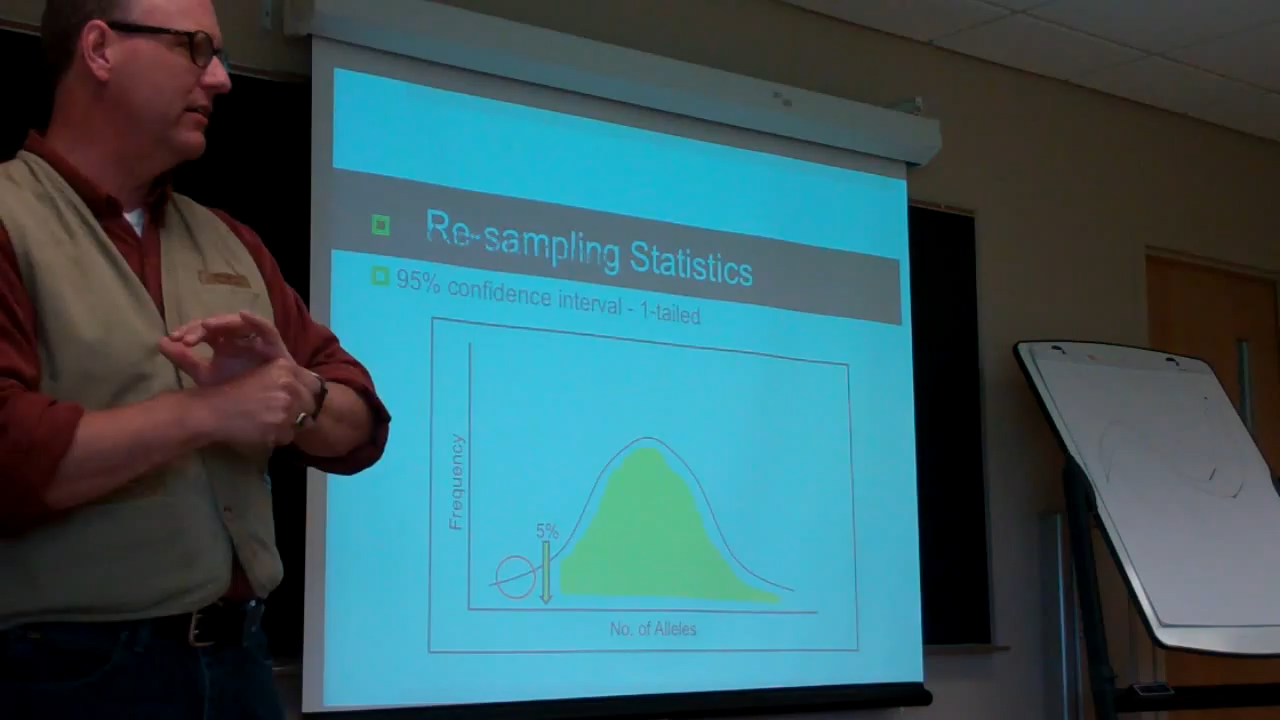 Re-sampling Statistics
95% confidence interval - 1-tailed
Frequency
5%
No. of Alleles